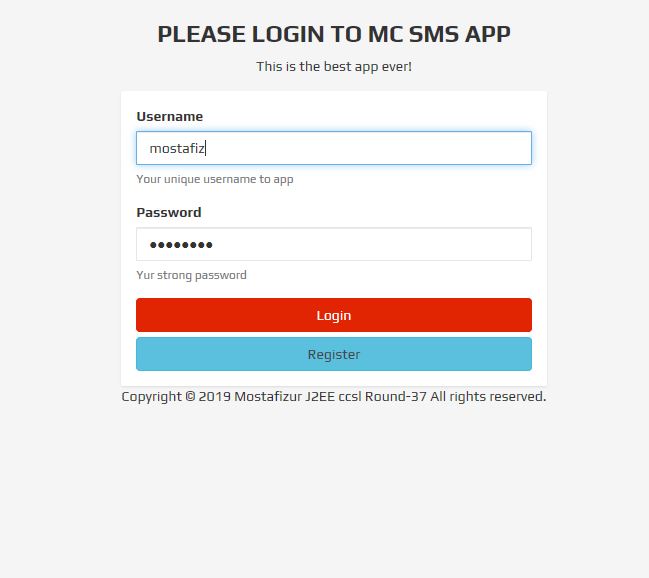 PLEASE LOGIN TO MC SMS APP
This is the best app ever!
Username
mostafiz
Your unique username to app
Password
••••••••
Yur strong password
Login
Register
Copyright © 2019 Mostafizur J2EE ccsl Round-37 All rights reserved.